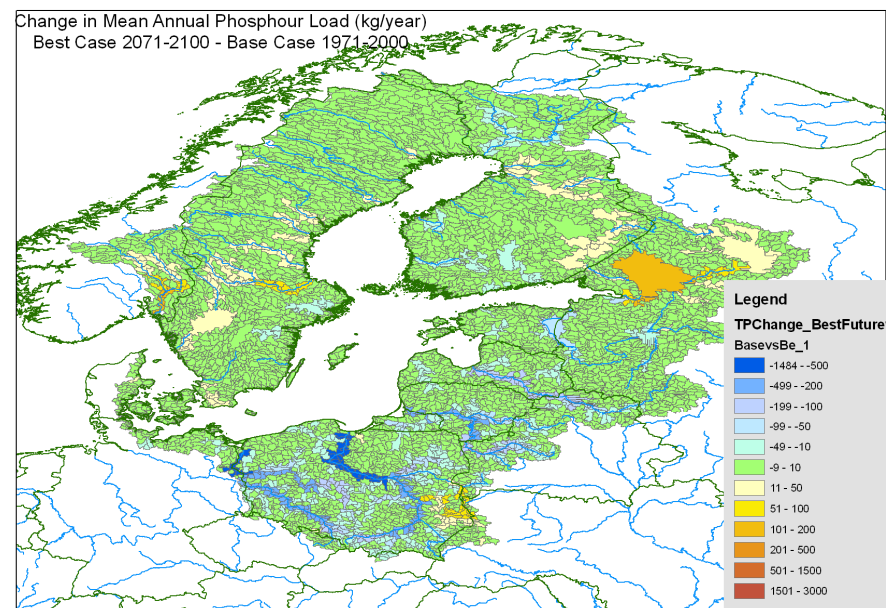 Change in Mean Annual Phosphour Load (kg/year)
Best Case 2071-2100 - Base Case 1971-2000
Legend
TPChange_BestFuture
BasevsBe_1
-1484 - -500
-499 - -200
-199 - -100
-99 - -50
-49 - -10
-9 - 10
11 - 50
51 - 100
101 - 200
201 - 500
501 - 1500
1501 - 3000